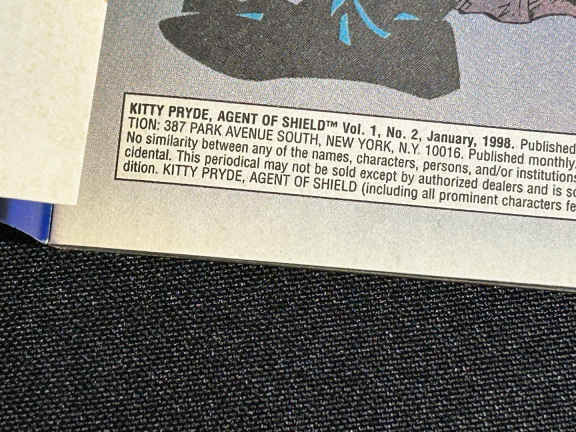 KITTY PRYDE, AGENT OF SHIELD™ Vol. 1, No. 2, January, 1998. Published
TION: 387 PARK AVENUE SOUTH, NEW YORK, N.Y. 10016. Published monthly.
No similarity between any of the names, characters, persons, and/or institutions
cidental. This periodical may not be sold except by authorized dealers and is
dition. KITTY PRYDE, AGENT OF SHIELD (including all prominent characters